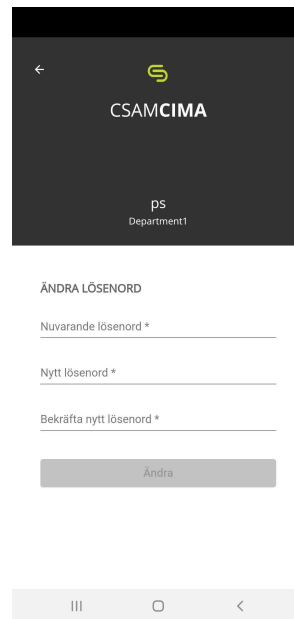 CSAMCIMA
ps
Department1
ÄNDRA LÖSENORD
Nuvarande lösenord *
Nytt lösenord *
Bekräfta nytt lösenord *
Ändra